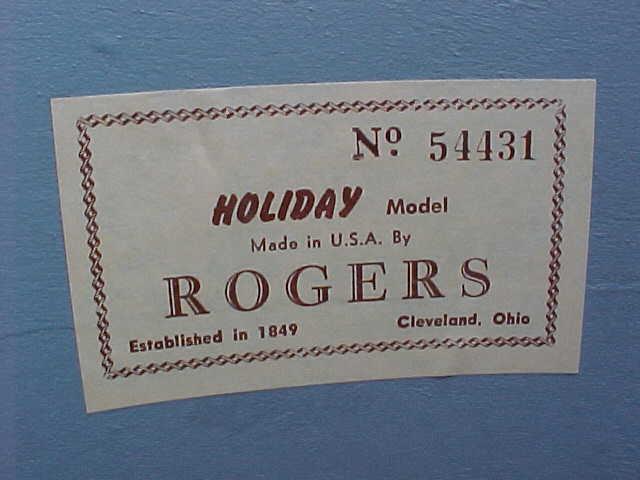 Nº 54431
HOLIDAY Model
Made in U.S.A. By
ROGERS
Established in 1849 Cleveland, Ohio